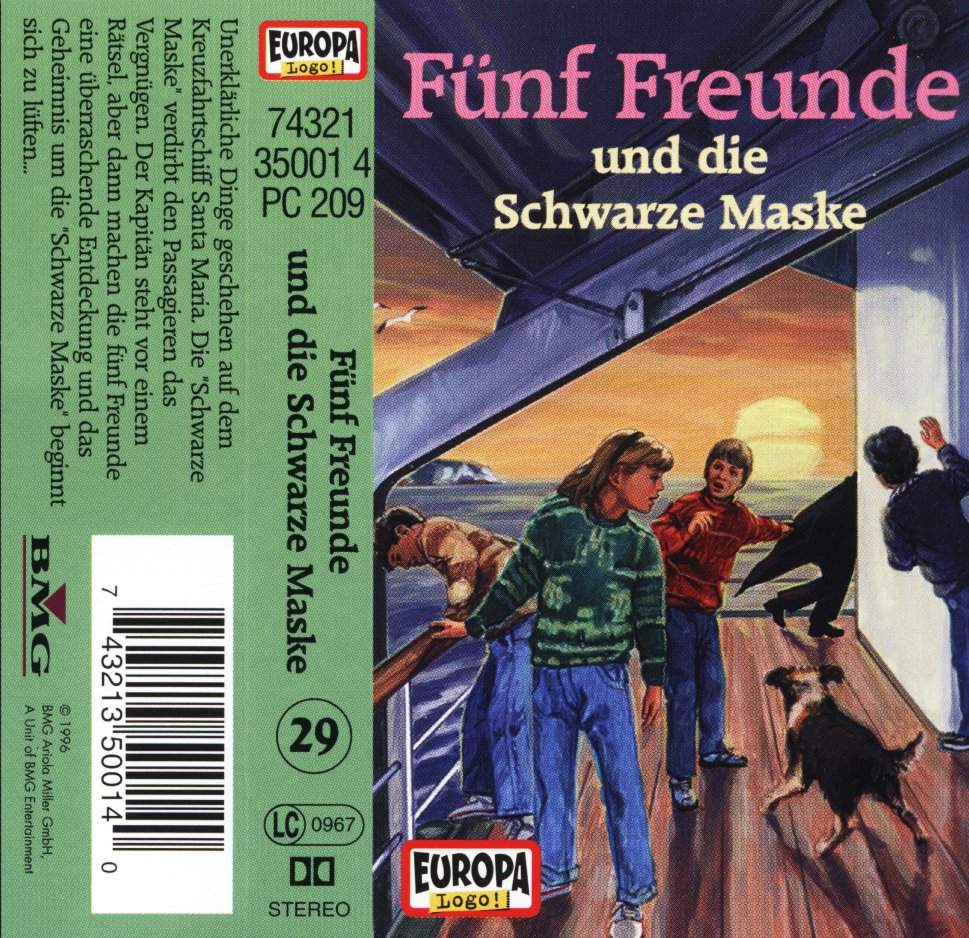 Unerklärliche Dinge geschehen auf dem
Kreuzfahrtschiff Santa Maria. Die "Schwarze
Maske" verdirbt den Passagieren das
Vergnügen. Der Kapitän steht vor einem
Rätsel, aber dann machen die fünf Freunde
eine überraschende Entdeckung und das
Geheimnis um die "Schwarze Maske" beginnt
sich zu lüften...
BMG
© 1996
BMG Ariola Miller GmbH,
A Unit of BMG Entertainment
7 43213 50014 0
EUROPA
Logo!
74321
35001 4
PC 209
Fünf Freunde
und die Schwarze Maske
29
LC 0967
STEREO
Fünf Freunde
und die
Schwarze Maske
EUROPA
Logo!